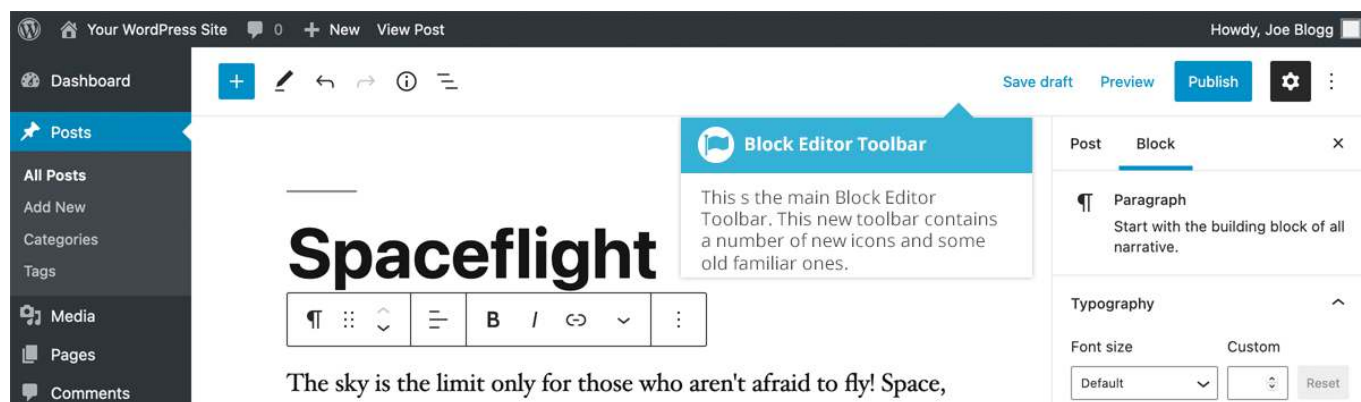 Your WordPress Site 0 New View Post Howdy, Joe Blogg
Dashboard
Save draft Preview Publish
Posts
All Posts
Add New
Categories
Tags
Media
Pages
Comments
Block Editor Toolbar
This s the main Block Editor
Toolbar. This new toolbar contains
a number of new icons and some
old familiar ones.
Spaceflight
B I
The sky is the limit only for those who aren't afraid to fly! Space,
Post Block
Paragraph
Start with the building block of all
narrative.
Typography
Font size Custom
Default Reset